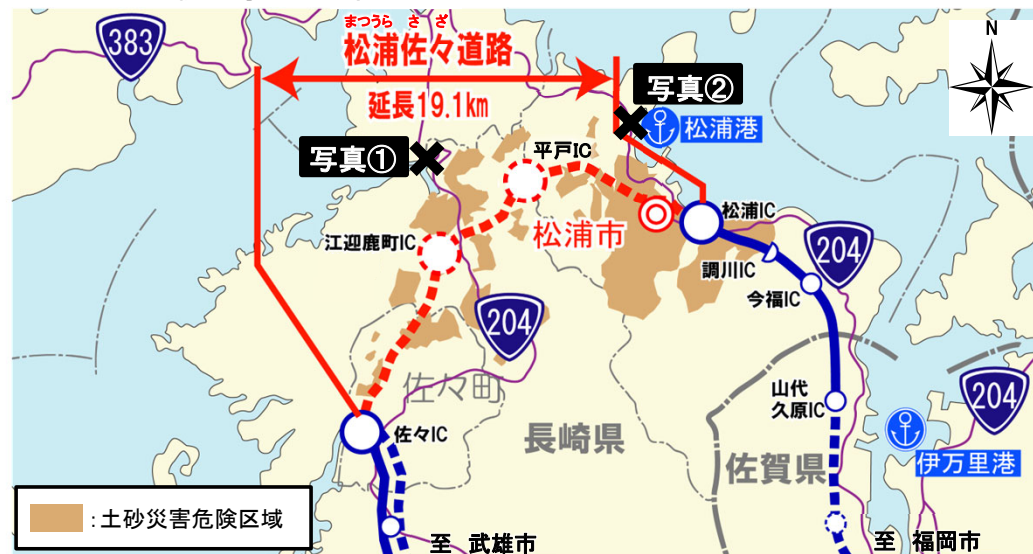 まつうら さ ざ
松浦佐々道路
延長19.1km
383
N
写真②
松浦港
写真①
平戸IC
松浦IC
松浦市
江迎鹿町IC
調川IC
204
今福IC
204
佐々町
山代
久原IC
204
佐々IC
長崎県
佐賀県
伊万里港
:土砂災害危険区域
至 武雄市
至 福岡市